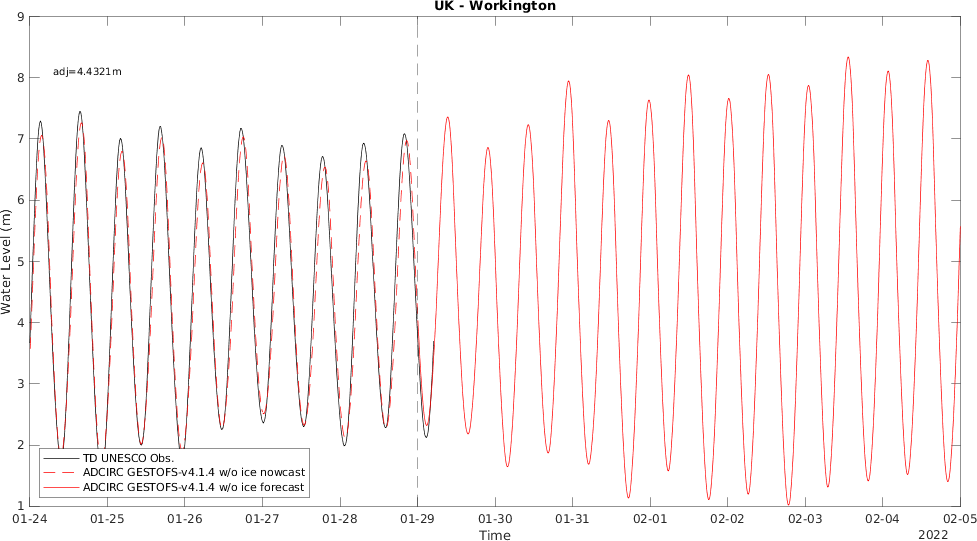 UK - Workington
9
8
7
6
5
4
3
2
1
Water Level (m)
adj=4.4321m
TD UNESCO Obs.
ADCIRC GESTOFS-v4.1.4 w/o ice nowcast
ADCIRC GESTOFS-v4.1.4 w/o ice forecast
01-24 01-25 01-26 01-27 01-28 01-29 01-30 01-31 02-01 02-02 02-03 02-04 02-05
Time
2022